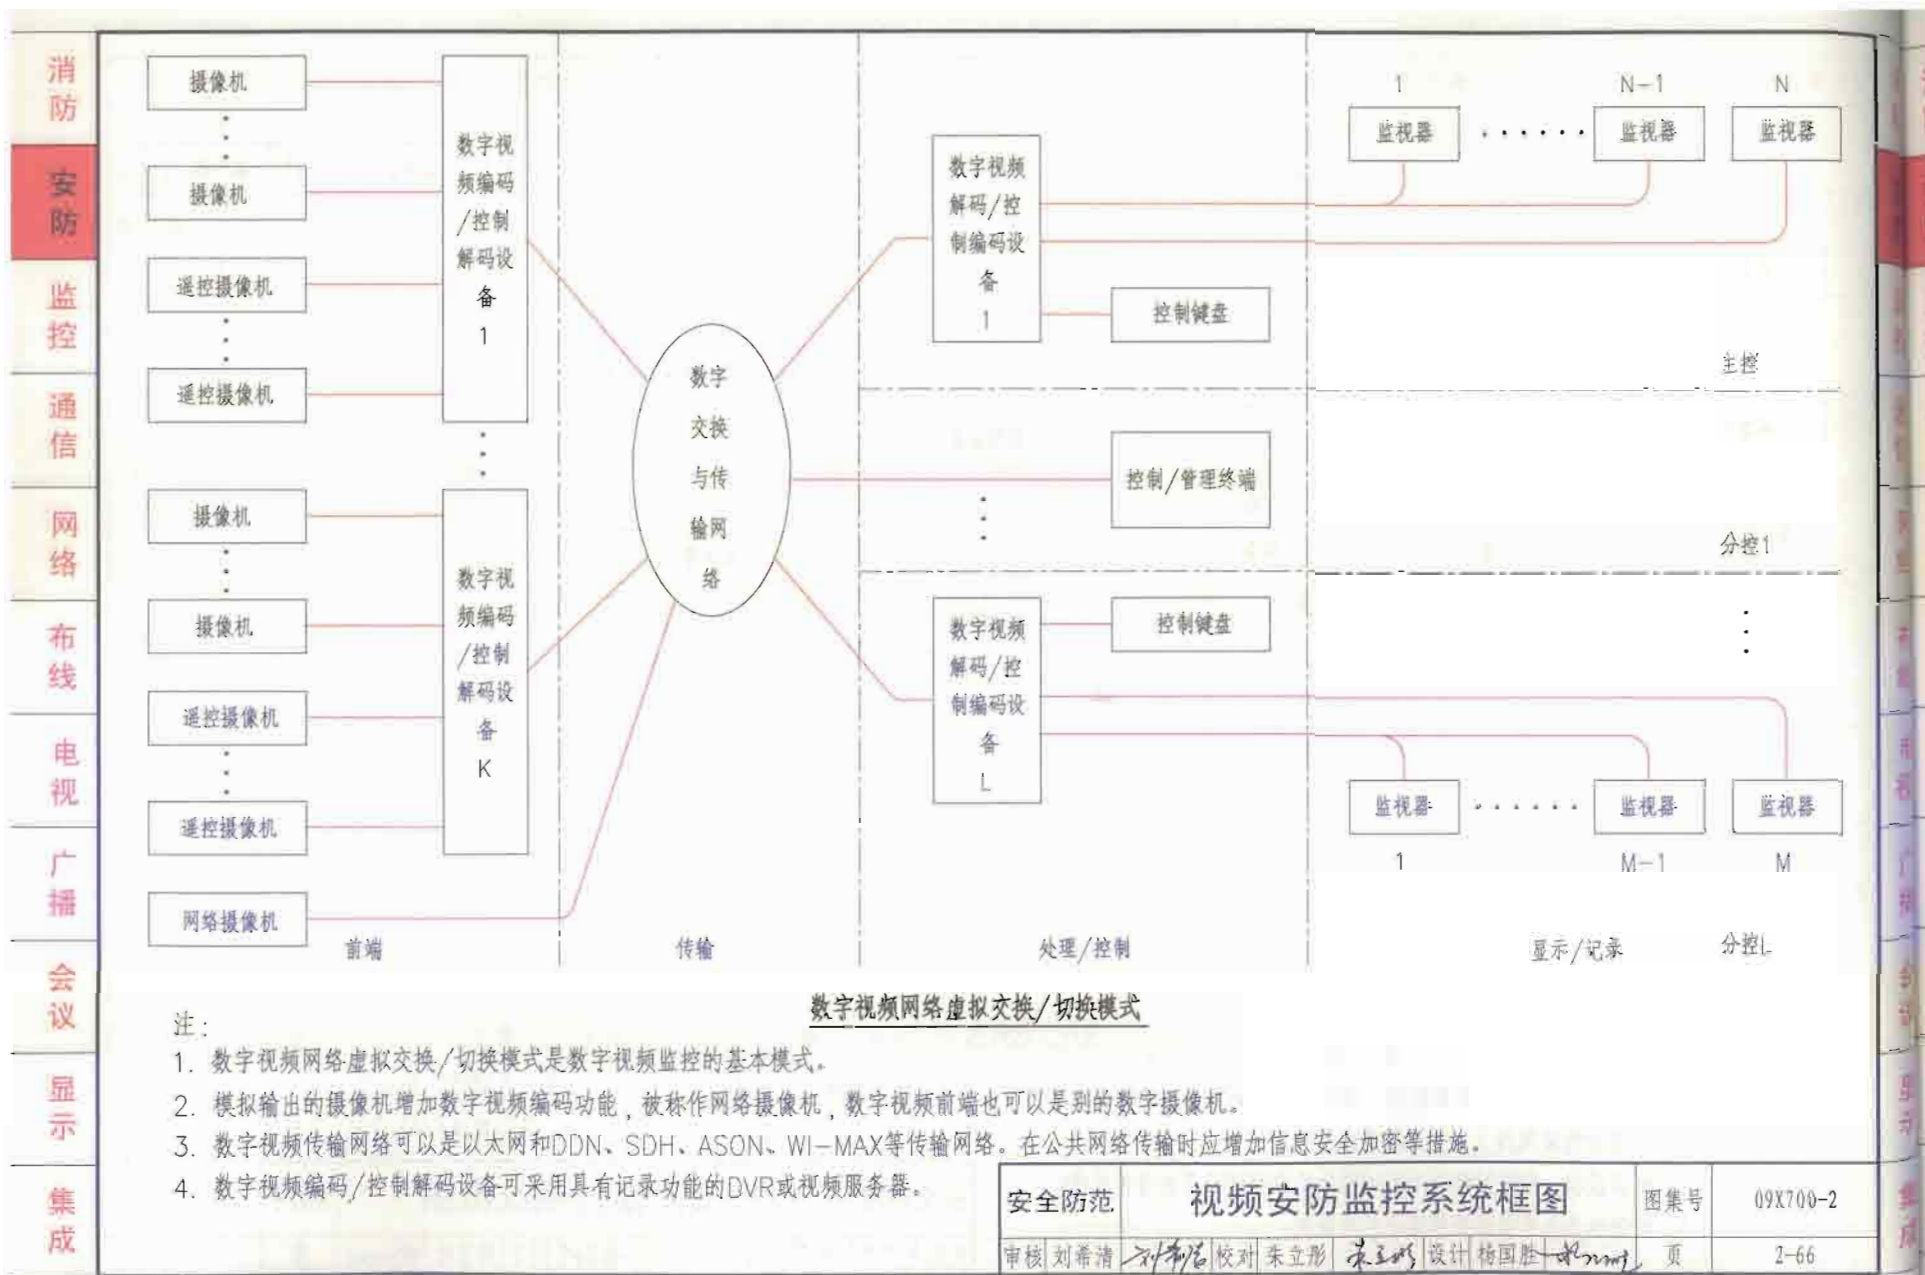 消防
安防
监控
通信
网络
布线
电视
广播
会议
显示
集成
摄像机
摄像机
遥控摄像机
遥控摄像机
数字视
频编码
/控制
解码设
备
1
摄像机
摄像机
遥控摄像机
遥控摄像机
数字视
频编码
/控制
解码设
备
K
网络摄像机
前端
数字
交换
与传
输网
络
传输
数字视频
解码/控
制编码设
备
1
控制键盘
控制/管理终端
数字视频
解码/控
制编码设
备
L
控制键盘
处理/控制
1 N-1 N
监视器 ...... 监视器 监视器
主控
分控1
监视器 ...... 监视器 监视器
1 M-1 M
显示/记录
分控L
数字视频网络虚拟交换/切换模式
注:
1. 数字视频网络虚拟交换/切换模式是数字视频监控的基本模式。
2. 模拟输出的摄像机增加数字视频编码功能,被称作网络摄像机,数字视频前端也可以是别的数字摄像机。
3. 数字视频传输网络可以是以太网和DDN、SDH、ASON、WI-MAX等传输网络。在公共网络传输时应增加信息安全加密等措施。
4. 数字视频编码/控制解码设备可采用具有记录功能的DVR或视频服务器。
安全防范 视频安防监控系统框图 图集号 09X700-2
审核 刘希清 校对 朱立彤 设计 杨国胜 页 2-66